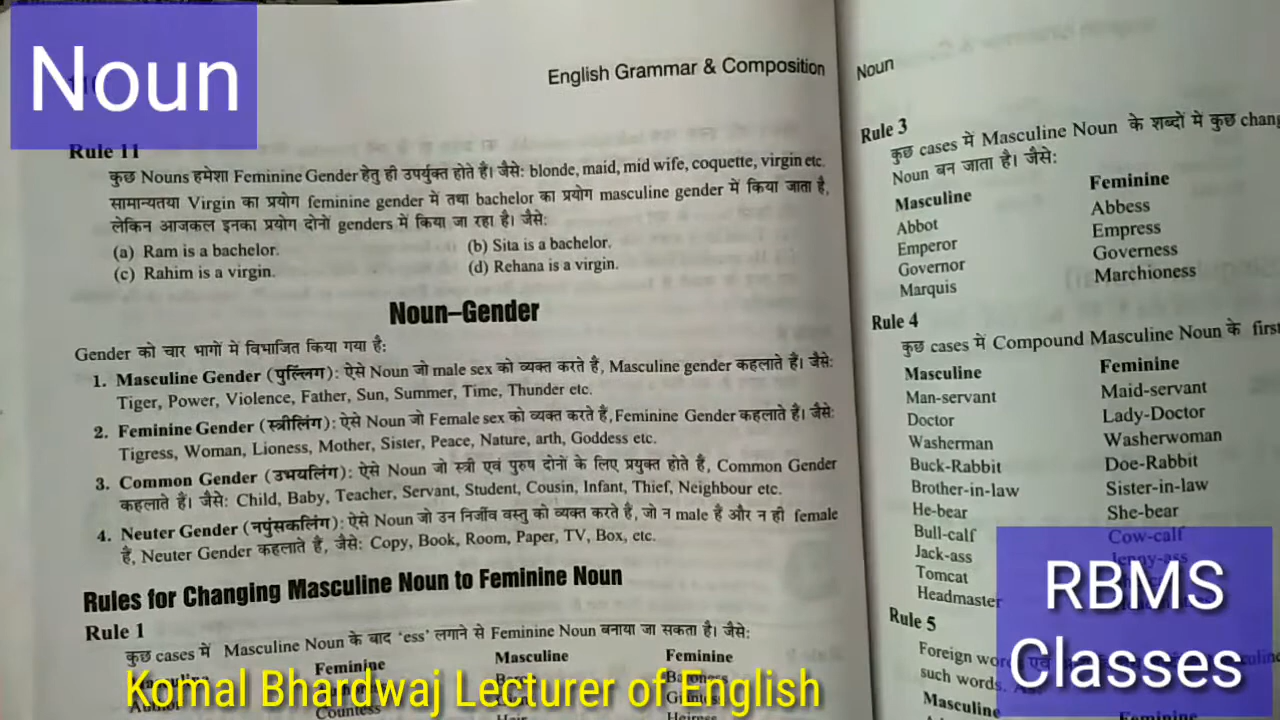 Noun
English Grammar & Composition
Rule 11
कुछ Nouns हमेशा Feminine Gender हेतु ही उपर्युक्त होते हैं। जैसे: blonde, maid, mid wife, coquette, virgin etc.
सामान्यतया Virgin का प्रयोग feminine gender में तथा bachelor का प्रयोग masculine gender में किया जाता है,
लेकिन आजकल इनका प्रयोग दोनों genders में किया जा रहा है। जैसे:
(a) Ram is a bachelor. (b) Sita is a bachelor.
(c) Rahim is a virgin. (d) Rehana is a virgin.
Noun–Gender
Gender को चार भागों में विभाजित किया गया है:
1. Masculine Gender (पुल्लिंग): ऐसे Noun जो male sex को व्यक्त करते हैं, Masculine gender कहलाते हैं। जैसे:
Tiger, Power, Violence, Father, Sun, Summer, Time, Thunder etc.
2. Feminine Gender (स्त्रीलिंग): ऐसे Noun जो Female sex को व्यक्त करते हैं, Feminine Gender कहलाते हैं। जैसे:
Tigress, Woman, Lioness, Mother, Sister, Peace, Nature, arth, Goddess etc.
3. Common Gender (उभयलिंग): ऐसे Noun जो स्त्री एवं पुरुष दोनों के लिए प्रयुक्त होते हैं, Common Gender
कहलाते हैं। जैसे: Child, Baby, Teacher, Servant, Student, Cousin, Infant, Thief, Neighbour etc.
4. Neuter Gender (नपुंसकलिंग): ऐसे Noun जो उन निर्जीव वस्तु को व्यक्त करते हैं, जो न male हैं और न ही female
हैं, Neuter Gender कहलाते हैं, जैसे: Copy, Book, Room, Paper, TV, Box, etc.
Rules for Changing Masculine Noun to Feminine Noun
Rule 1
कुछ cases में Masculine Noun के बाद 'ess' लगाने से Feminine Noun बनाया जा सकता है। जैसे:
Feminine Masculine Feminine
Author Baroness
Countess
Noun
Rule 3
कुछ cases में Masculine Noun के शब्दों में कुछ
Noun बन जाता है। जैसे:
Masculine Feminine
Abbot Abbess
Emperor Empress
Governor Governess
Marquis Marchioness
Rule 4
कुछ cases में Compound Masculine Noun के first
Masculine Feminine
Man-servant Maid-servant
Doctor Lady-Doctor
Washerman Washerwoman
Buck-Rabbit Doe-Rabbit
Brother-in-law Sister-in-law
He-bear She-bear
Bull-calf Cow-calf
Jack-ass Jenny-ass
Tomcat
Headmaster
Rule 5
Foreign
such words.
Masculine Feminine
RBMS
Classes
Komal Bhardwaj Lecturer of English